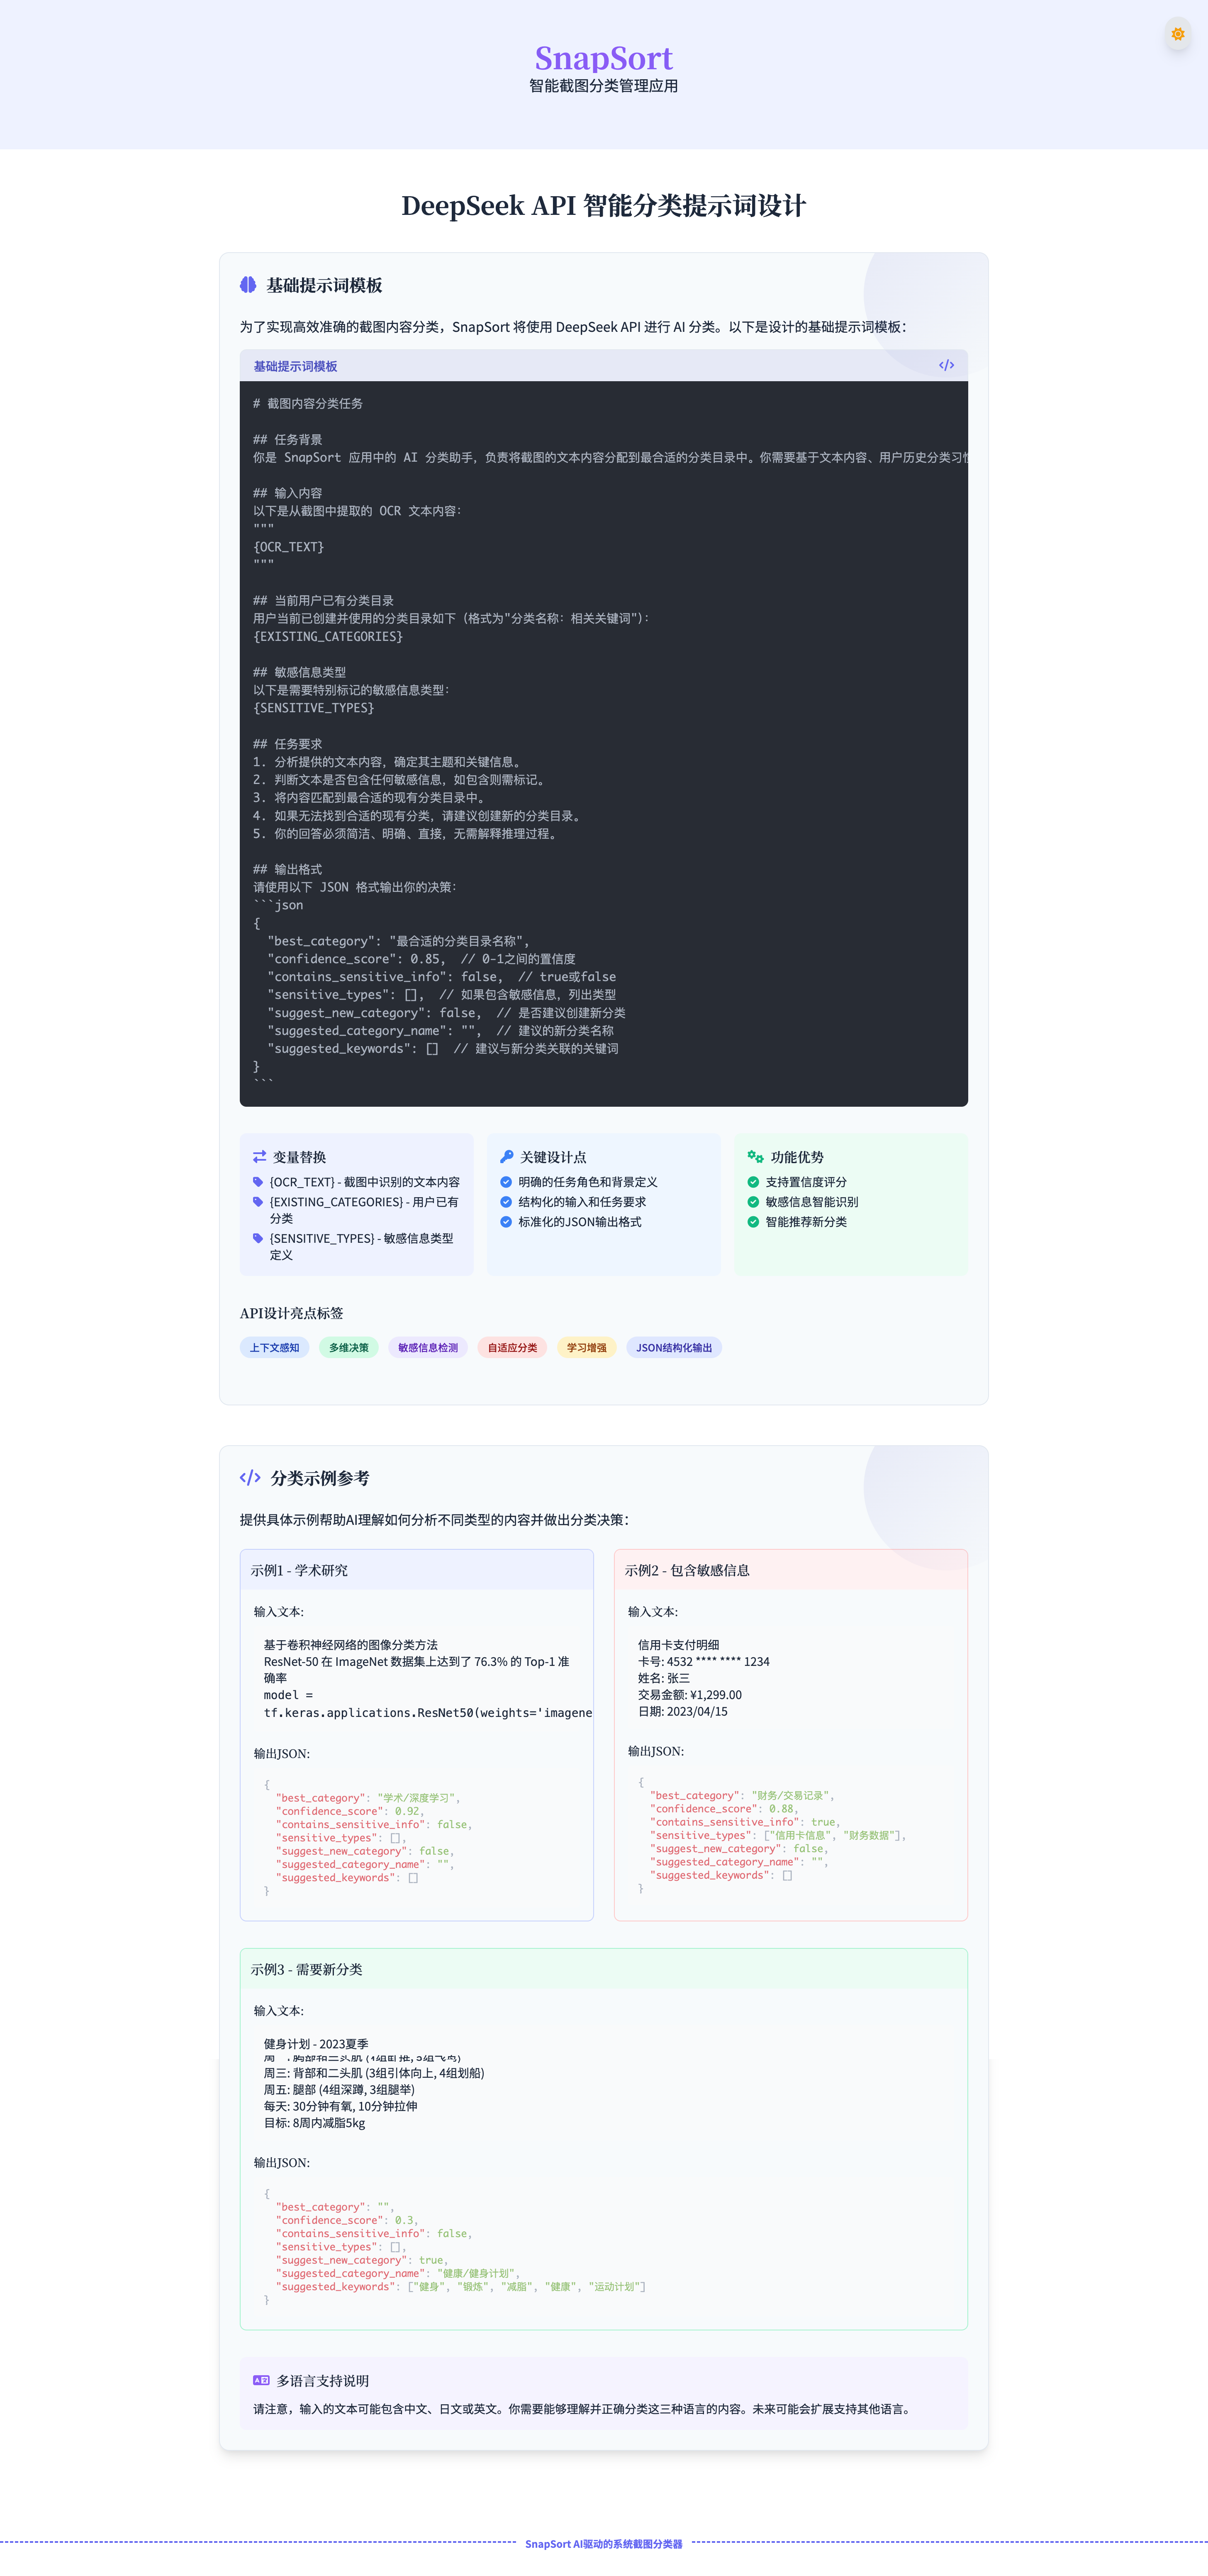 SnapSort
智能截图分类管理应用
DeepSeek API 智能分类提示词设计
基础提示词模板
为了实现高效准确的截图内容分类，SnapSort 将使用 DeepSeek API 进行 AI 分类。以下是设计的基础提示词模板：
基础提示词模板
# 截图内容分类任务
## 任务背景
你是 SnapSort 应用中的 AI 分类助手，负责将截图的文本内容分配到最合适的分类目录中。你需要基于文本内容、用户历史分类习
## 输入内容
以下是从截图中提取的 OCR 文本内容：
"""
{OCR_TEXT}
"""
## 当前用户已有分类目录
用户当前已创建并使用的分类目录如下（格式为"分类名称：相关关键词"）：
{EXISTING_CATEGORIES}
## 敏感信息类型
以下是需要特别标记的敏感信息类型：
{SENSITIVE_TYPES}
## 任务要求
1. 分析提供的文本内容，确定其主题和关键信息。
2. 判断文本是否包含任何敏感信息，如包含则需标记。
3. 将内容匹配到最合适的现有分类目录中。
4. 如果无法找到合适的现有分类，请建议创建新的分类目录。
5. 你的回答必须简洁、明确、直接，无需解释推理过程。
## 输出格式
请使用以下 JSON 格式输出你的决策：
```json
{
"best_category": "最合适的分类目录名称",
"confidence_score": 0.85,  // 0-1之间的置信度
"contains_sensitive_info": false,  // true或false
"sensitive_types": [],  // 如果包含敏感信息，列出类型
"suggest_new_category": false,  // 是否建议创建新分类
"suggested_category_name": "",  // 建议的新分类名称
"suggested_keywords": []  // 建议与新分类关联的关键词
}
```
变量替换
{OCR_TEXT} - 截图中识别的文本内容
{EXISTING_CATEGORIES} - 用户已有
分类
{SENSITIVE_TYPES} - 敏感信息类型
定义
关键设计点
明确的任务角色和背景定义
结构化的输入和任务要求
标准化的JSON输出格式
功能优势
支持置信度评分
敏感信息智能识别
智能推荐新分类
API设计亮点标签
上下文感知 多维决策 敏感信息检测 自适应分类 学习增强 JSON结构化输出
分类示例参考
提供具体示例帮助AI理解如何分析不同类型的内容并做出分类决策：
示例1 - 学术研究
输入文本:
基于卷积神经网络的图像分类方法
ResNet-50 在 ImageNet 数据集上达到了 76.3% 的 Top-1 准
确率
model =
tf.keras.applications.ResNet50(weights='imagene
输出JSON:
{
"best_category": "学术/深度学习",
"confidence_score": 0.92,
"contains_sensitive_info": false,
"sensitive_types": [],
"suggest_new_category": false,
"suggested_category_name": "",
"suggested_keywords": []
}
示例2 - 包含敏感信息
输入文本:
信用卡支付明细
卡号: 4532 **** **** 1234
姓名: 张三
交易金额: ¥1,299.00
日期: 2023/04/15
输出JSON:
{
"best_category": "财务/交易记录",
"confidence_score": 0.88,
"contains_sensitive_info": true,
"sensitive_types": ["信用卡信息", "财务数据"],
"suggest_new_category": false,
"suggested_category_name": "",
"suggested_keywords": []
}
示例3 - 需要新分类
输入文本:
健身计划 - 2023夏季
周三: 背部和二头肌 (3组引体向上, 4组划船)
周五: 腿部 (4组深蹲, 3组腿举)
每天: 30分钟有氧, 10分钟拉伸
目标: 8周内减脂5kg
输出JSON:
{
"best_category": "",
"confidence_score": 0.3,
"contains_sensitive_info": false,
"sensitive_types": [],
"suggest_new_category": true,
"suggested_category_name": "健康/健身计划",
"suggested_keywords": ["健身", "锻炼", "减脂", "健康", "运动计划"]
}
多语言支持说明
请注意，输入的文本可能包含中文、日文或英文。你需要能够理解并正确分类这三种语言的内容。未来可能会扩展支持其他语言。
SnapSort AI驱动的系统截图分类器